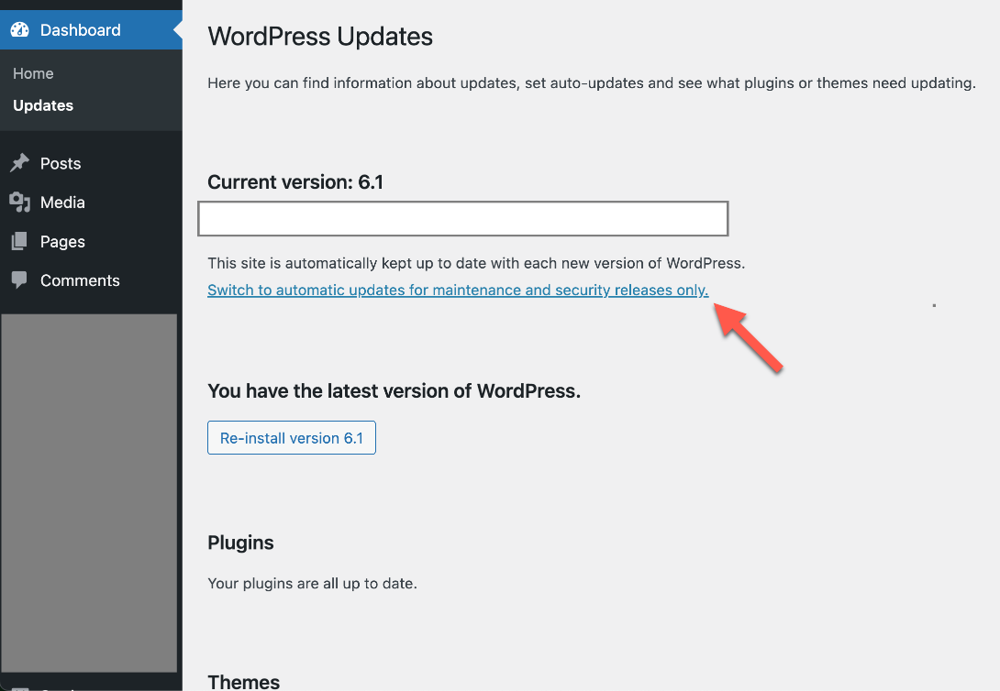 Dashboard
Home
Updates
Posts
Media
Pages
Comments
WordPress Updates
Here you can find information about updates, set auto-updates and see what plugins or themes need updating.
Current version: 6.1
This site is automatically kept up to date with each new version of WordPress.
Switch to automatic updates for maintenance and security releases only.
You have the latest version of WordPress.
Re-install version 6.1
Plugins
Your plugins are all up to date.
Themes